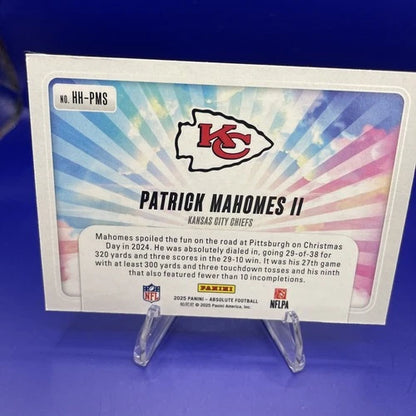 NO. HH-PMS
KC
PATRICK MAHOMES II
KANSAS CITY CHIEFS
Mahomes spoiled the fun on the road at Pittsburgh on Christmas
Day in 2024. He was absolutely dialed in, going 29-of-38 for
320 yards and three scores in the 29-10 win. It was his 27th game
with at least 300 yards and three touchdown tosses and his ninth
that also featured fewer than 10 incompletions.
NFL
PANINI
NFLPA
2025 PANINI – ABSOLUTE FOOTBALL
© 2025 Panini America, Inc.